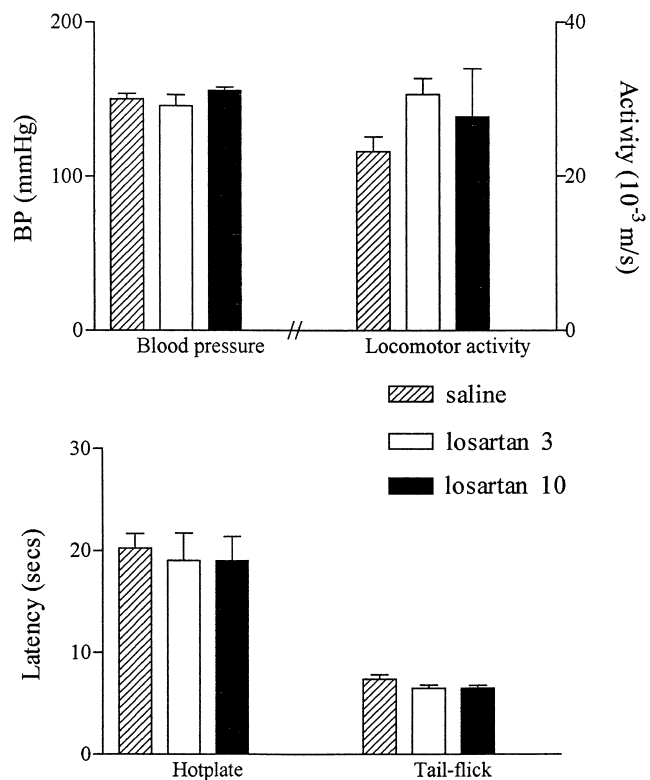 200
100
0
BP (mmHg)
40
20
0
Activity (10⁻³ m/s)
Blood pressure
Locomotor activity
saline
losartan 3
losartan 10
30
20
10
0
Latency (secs)
Hotplate
Tail-flick